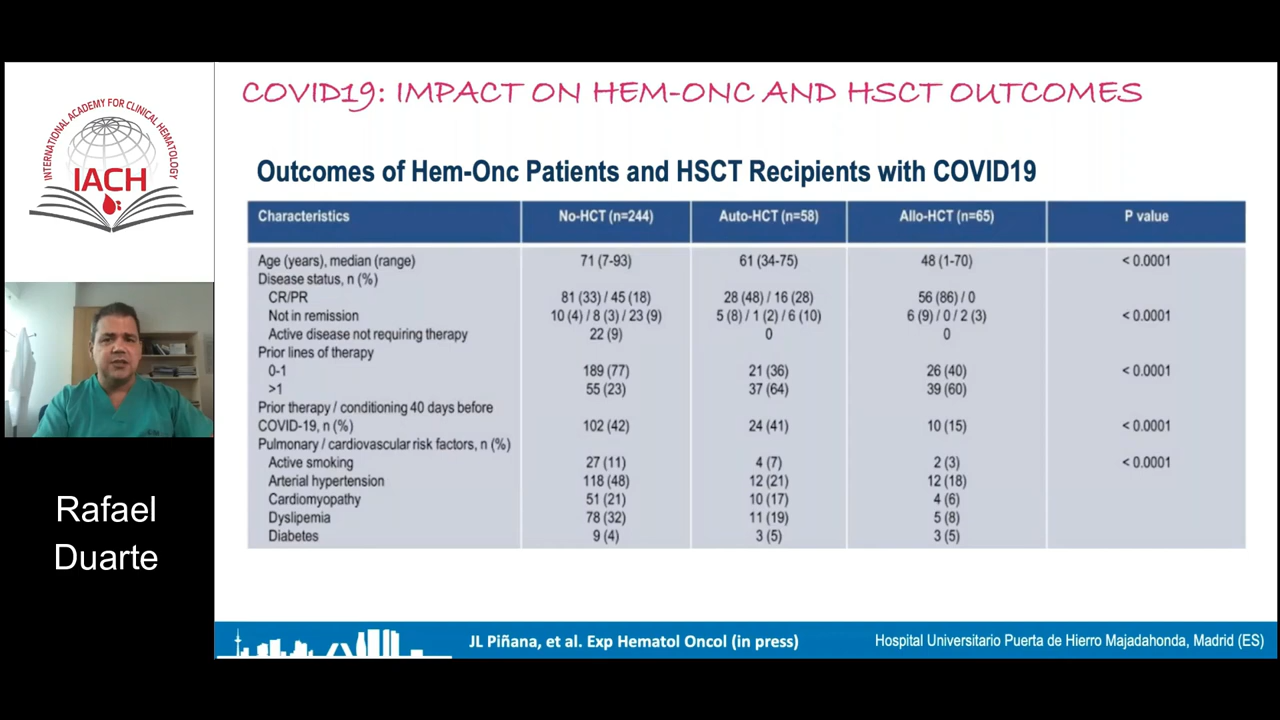 COVID19: IMPACT ON HEM-ONC AND HSCT OUTCOMES
INTERNATIONAL ACADEMY FOR CLINICAL HEMATOLOGY
IACH
Outcomes of Hem-Onc Patients and HSCT Recipients with COVID19
Characteristics No-HCT (n=244) Auto-HCT (n=58) Allo-HCT (n=65) P value
Age (years), median (range) 71 (7-93) 61 (34-75) 48 (1-70) < 0.0001
Disease status, n (%)
CR/PR 81 (33) / 45 (18) 28 (48) / 16 (28) 56 (86) / 0
Not in remission 10 (4) / 8 (3) / 23 (9) 5 (8) / 1 (2) / 6 (10) 6 (9) / 0 / 2 (3) < 0.0001
Active disease not requiring therapy 22 (9) 0 0
Prior lines of therapy
0-1 189 (77) 21 (36) 26 (40) < 0.0001
>1 55 (23) 37 (64) 39 (60)
Prior therapy / conditioning 40 days before
COVID-19, n (%) 102 (42) 24 (41) 10 (15) < 0.0001
Pulmonary / cardiovascular risk factors, n (%)
Active smoking 27 (11) 4 (7) 2 (3) < 0.0001
Arterial hypertension 118 (48) 12 (21) 12 (18)
Cardiomyopathy 51 (21) 10 (17) 4 (6)
Dyslipemia 78 (32) 11 (19) 5 (8)
Diabetes 9 (4) 3 (5) 3 (5)
Rafael
Duarte
JL Piñana, et al. Exp Hematol Oncol (in press)
Hospital Universitario Puerta de Hierro Majadahonda, Madrid (ES)